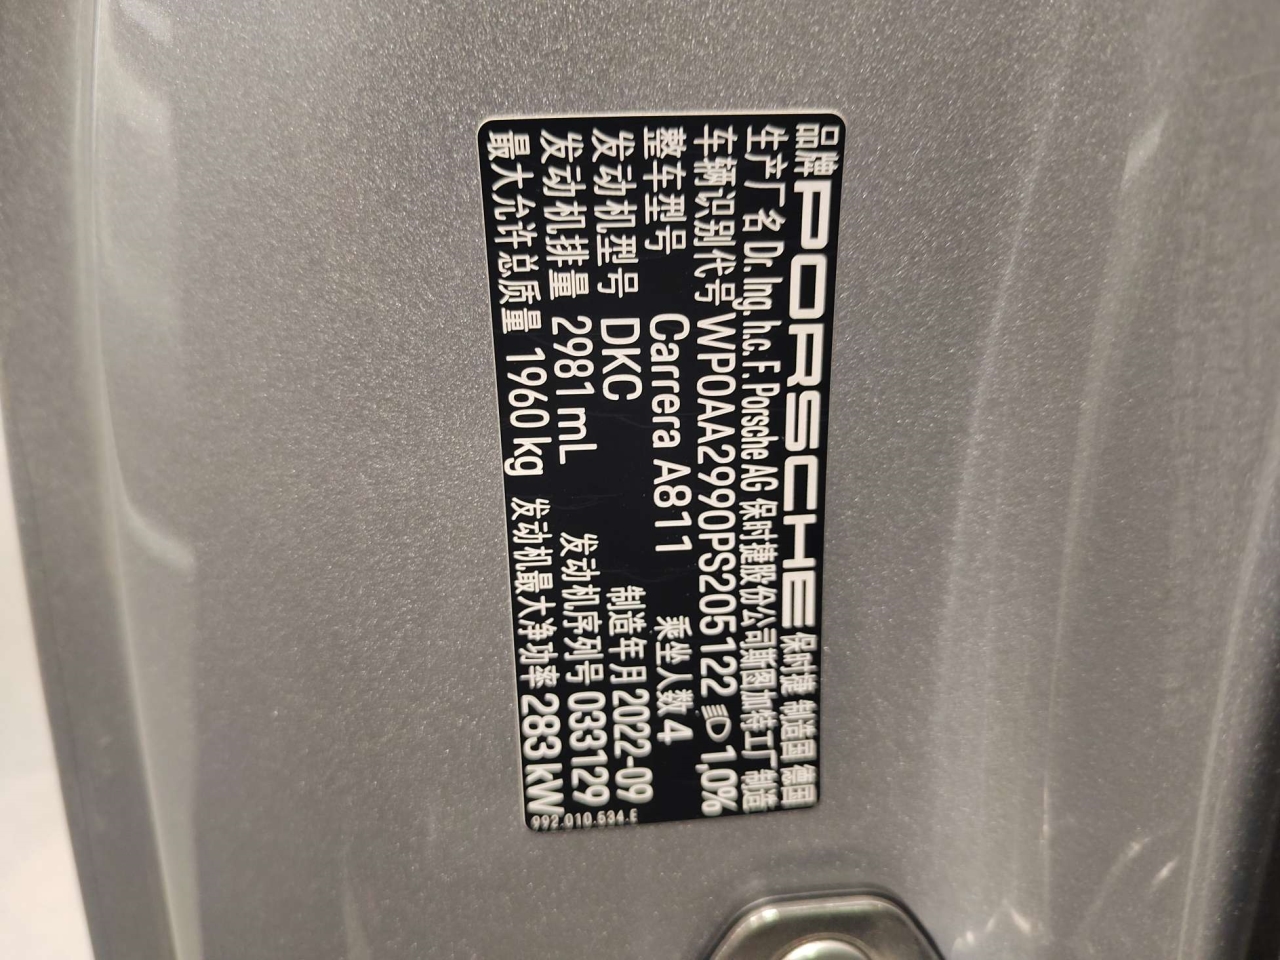 品牌 PORSCHE 保时捷 制造国 德国
生产厂名 Dr. Ing. h.c. F. Porsche AG 保时捷股份公司斯图加特工厂 制造
车辆识别代号 WP0AA2990PS205122 1,0%
整车型号 Carrera A811 乘坐人数 4
发动机型号 DKC 制造年月 2022-09
发动机排量 2981 mL 发动机序列号 033129
最大允许总质量 1960 kg 发动机最大净功率 283 kW
992.010.534.E